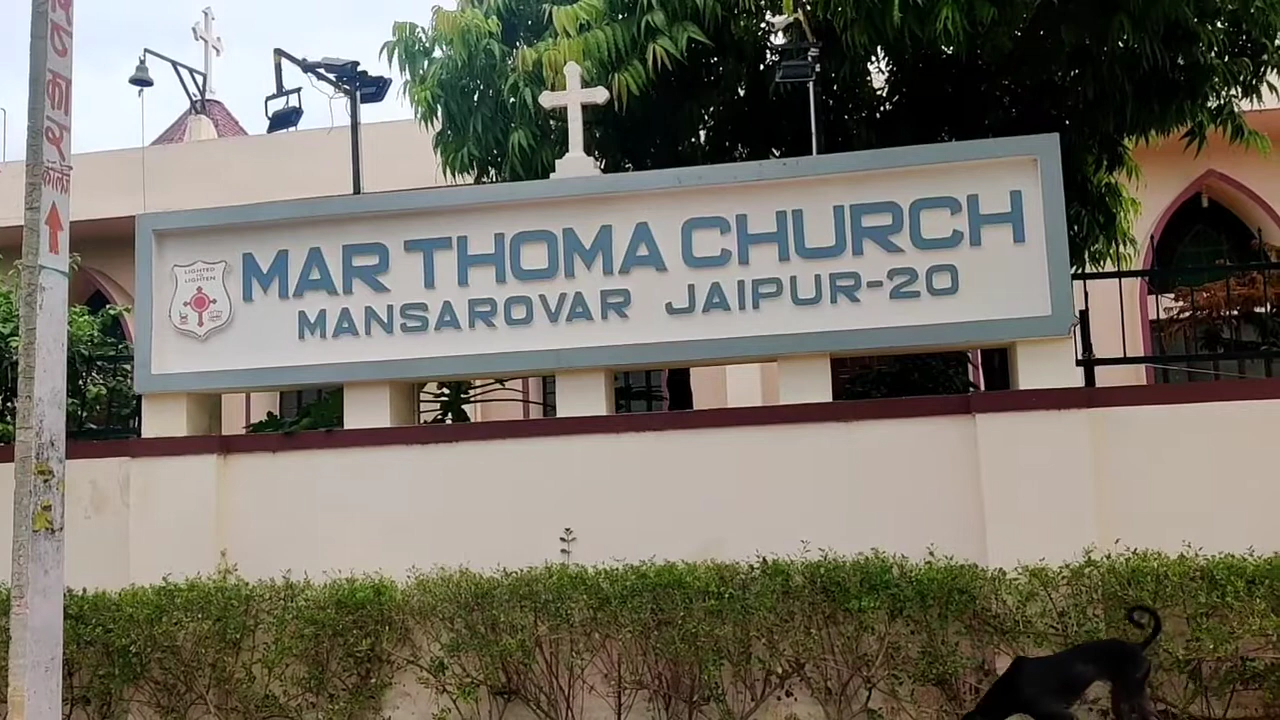 LIGHTED
TO
LIGHTEN
MAR THOMA CHURCH
MANSAROVAR JAIPUR-20